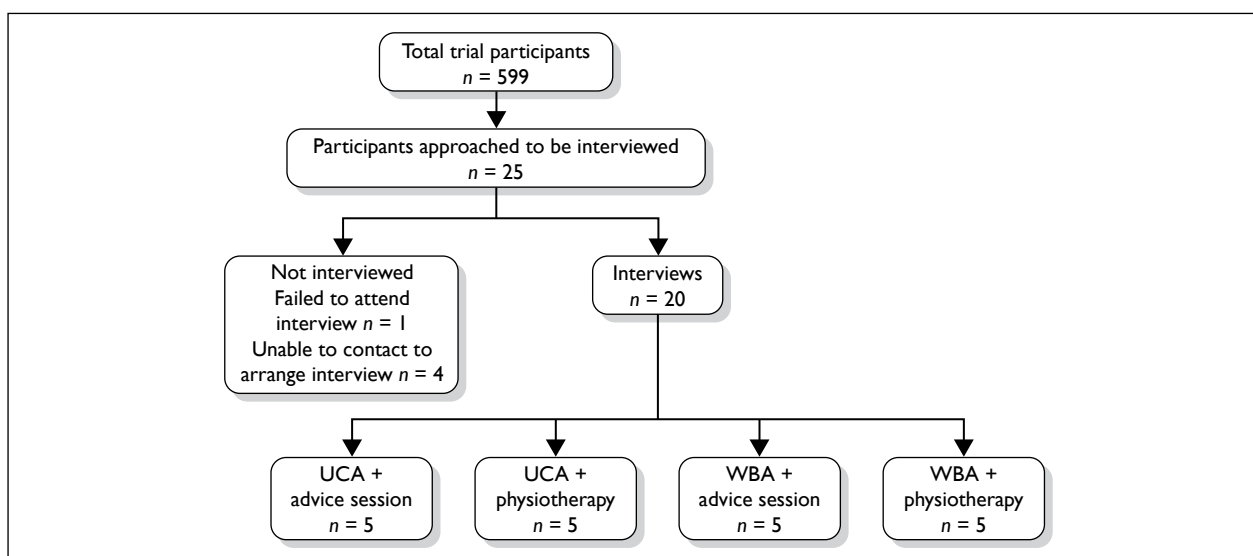 Total trial participants
n = 599
Participants approached to be interviewed
n = 25
Not interviewed
Failed to attend
interview n = 1
Unable to contact to
arrange interview n = 4
Interviews
n = 20
UCA +
advice session
n = 5
UCA +
physiotherapy
n = 5
WBA +
advice session
n = 5
WBA +
physiotherapy
n = 5